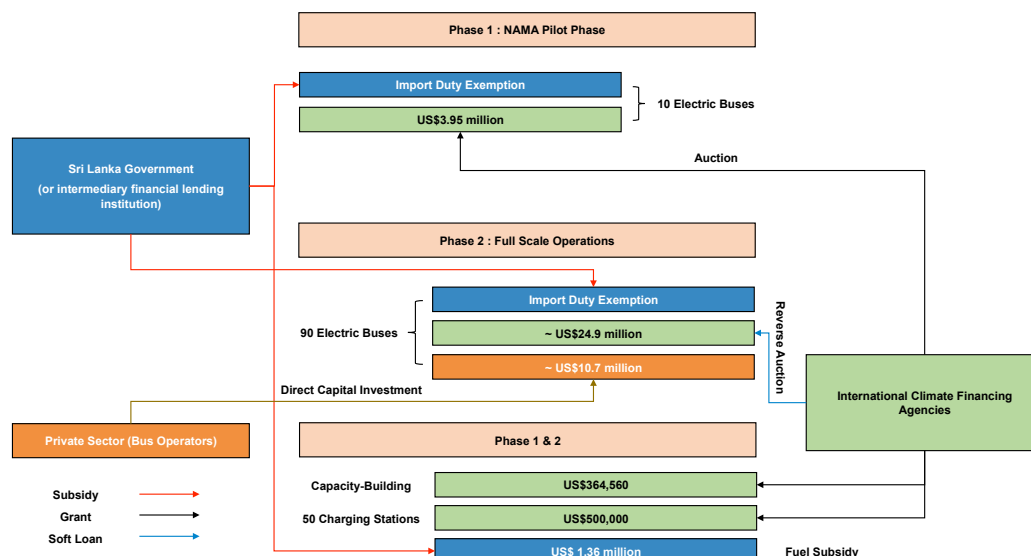 Phase 1 : NAMA Pilot Phase
Import Duty Exemption
10 Electric Buses
US$3.95 million
Auction
Sri Lanka Government
(or intermediary financial lending
institution)
Phase 2 : Full Scale Operations
Import Duty Exemption
90 Electric Buses
~ US$24.9 million
Reverse Auction
~ US$10.7 million
Direct Capital Investment
International Climate Financing
Agencies
Private Sector (Bus Operators)
Phase 1 & 2
Capacity-Building
US$364,560
50 Charging Stations
US$500,000
US$ 1.36 million
Fuel Subsidy
Subsidy
Grant
Soft Loan